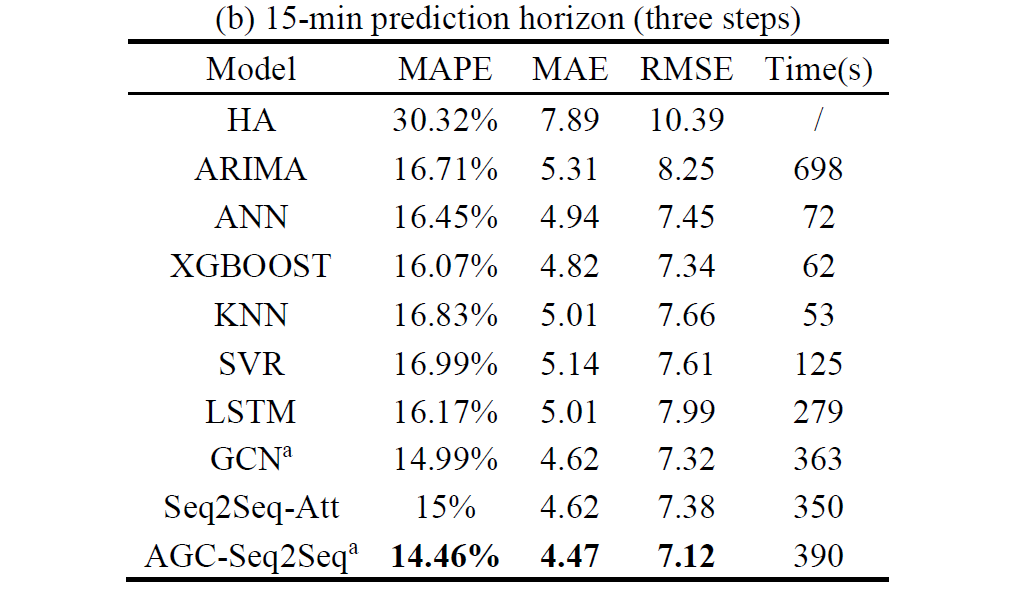 (b) 15-min prediction horizon (three steps)
Model MAPE MAE RMSE Time(s)
HA 30.32% 7.89 10.39 /
ARIMA 16.71% 5.31 8.25 698
ANN 16.45% 4.94 7.45 72
XGBOOST 16.07% 4.82 7.34 62
KNN 16.83% 5.01 7.66 53
SVR 16.99% 5.14 7.61 125
LSTM 16.17% 5.01 7.99 279
GCNᵃ 14.99% 4.62 7.32 363
Seq2Seq-Att 15% 4.62 7.38 350
AGC-Seq2Seqᵃ 14.46% 4.47 7.12 390